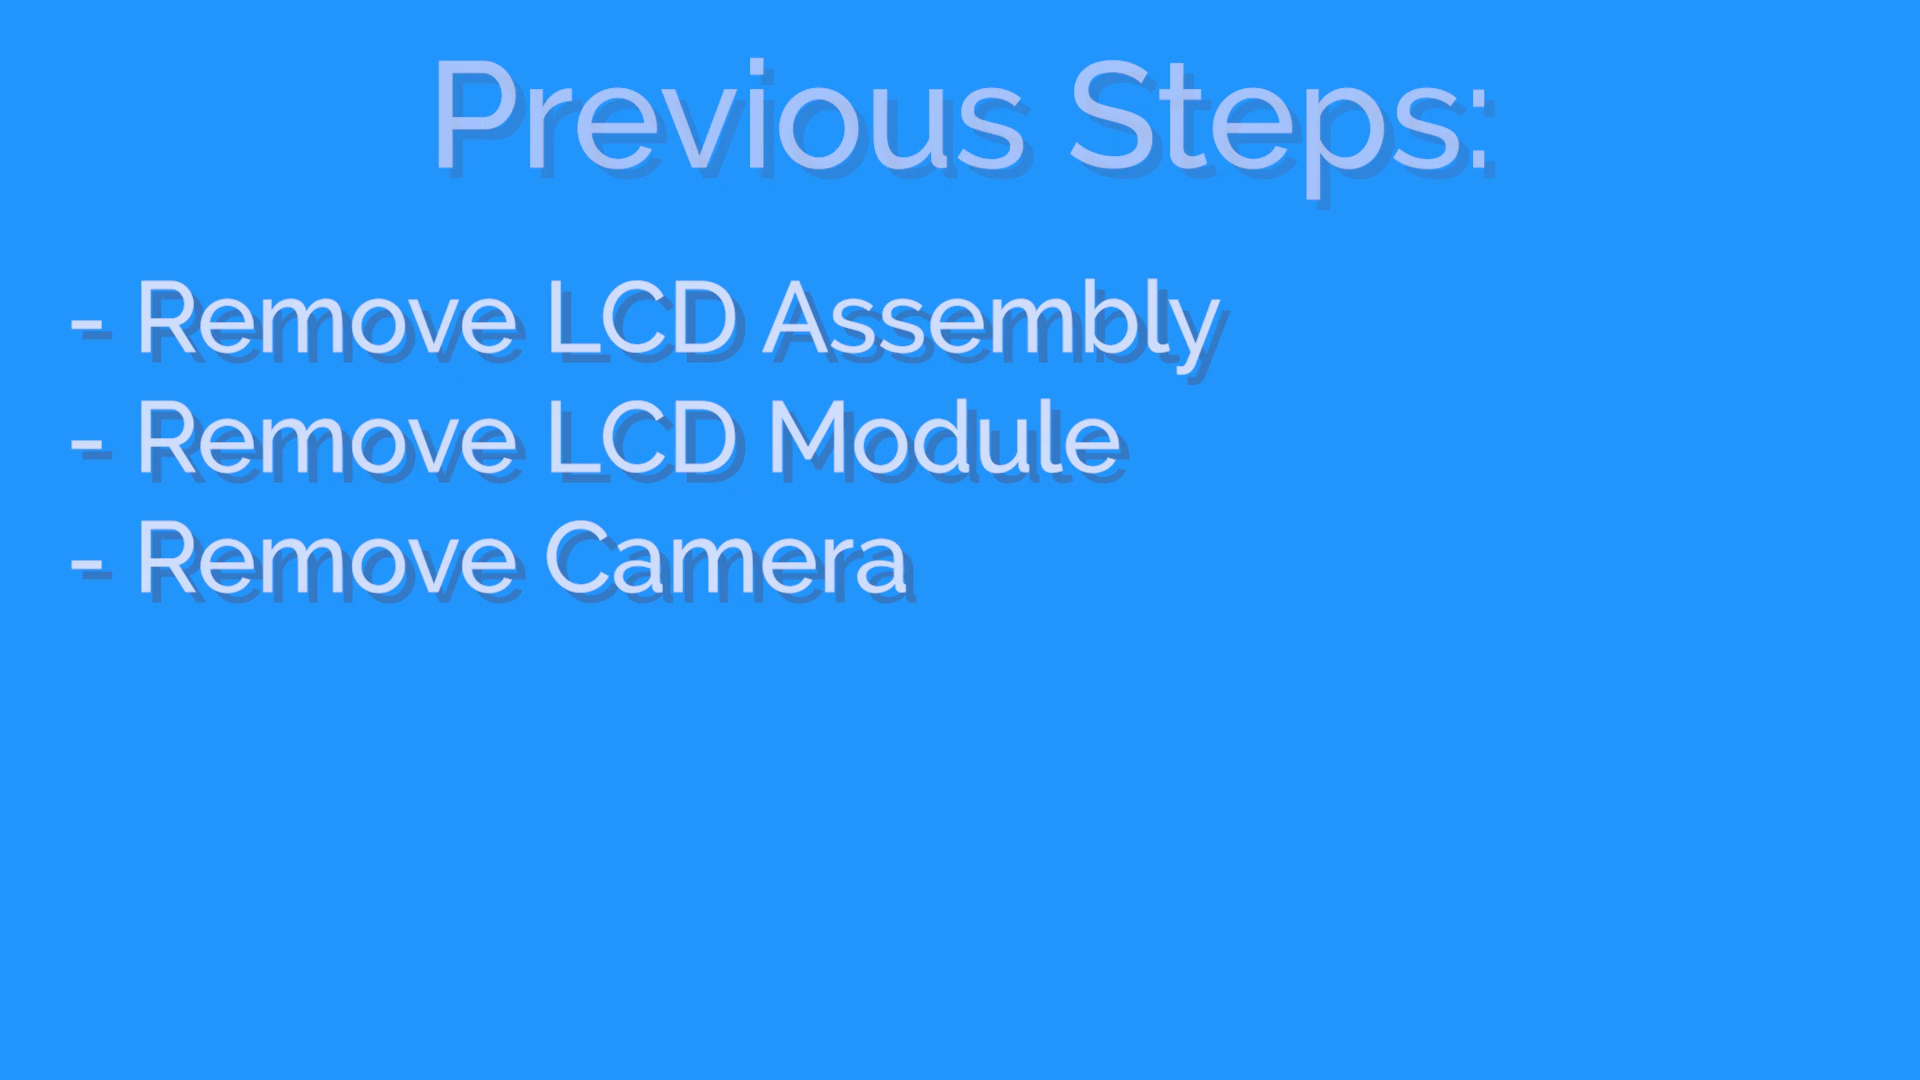 Previous Steps:
- Remove LCD Assembly
- Remove LCD Module
- Remove Camera